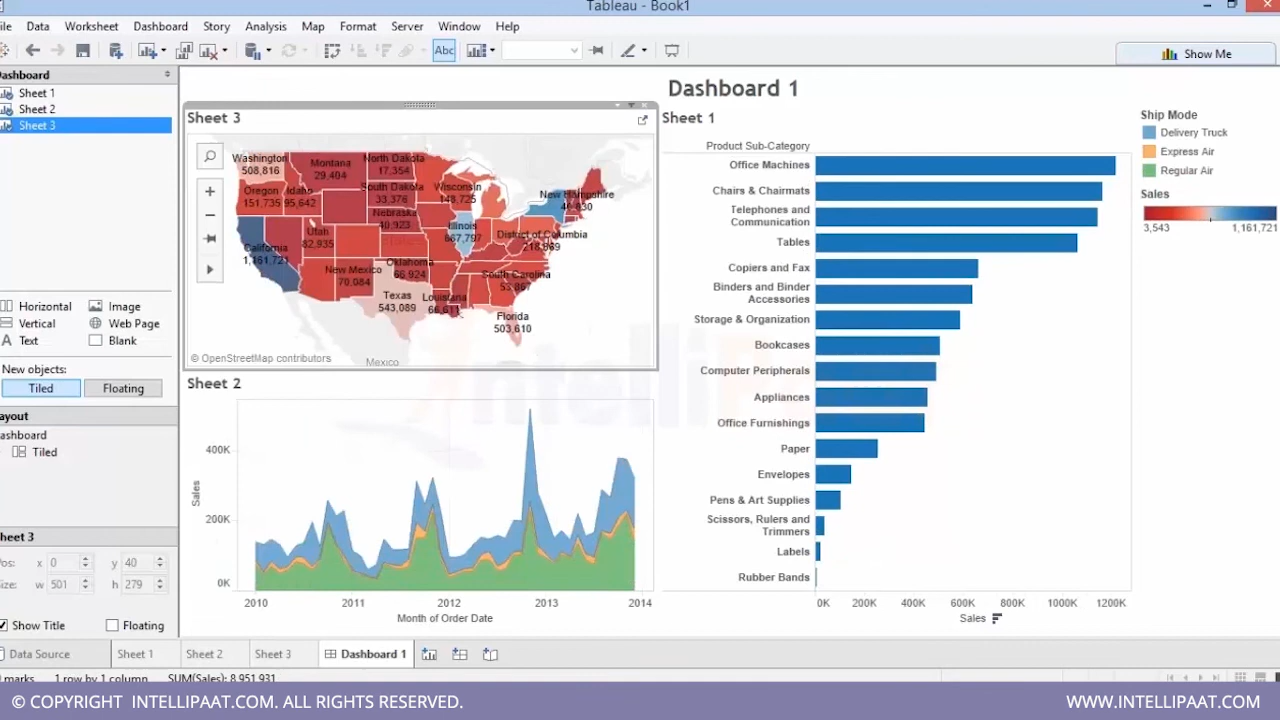 Tableau - Book1
ile Data Worksheet Dashboard Story Analysis Map Format Server Window Help
Abc
Show Me
Dashboard
Sheet 1
Sheet 2
Sheet 3
Horizontal Image
Vertical Web Page
A Text Blank
New objects:
Tiled Floating
ayout
ashboard
Tiled
heet 3
Pos: x 0 y 40
Size: w 501 h 279
Show Title Floating
Dashboard 1
Sheet 3
Washington
508,816
Montana
29,404
North Dakota
17,354
Oregon
151,735
Idaho
95,642
South Dakota
33,376
Wisconsin
148,725
New Hampshire
Nebraska
40,923
Utah
82,935
Illinois
867,797
District of Columbia
California
1,161,721
New Mexico
70,084
Oklahoma
66,924
South Carolina
53,867
Texas
543,089
Louisiana
Florida
503,610
© OpenStreetMap contributors
Mexico
Sheet 2
Sales
400K
200K
0K
2010 2011 2012 2013 2014
Month of Order Date
Sheet 1
Product Sub-Category
Office Machines
Chairs & Chairmats
Telephones and
Communication
Tables
Copiers and Fax
Binders and Binder
Accessories
Storage & Organization
Bookcases
Computer Peripherals
Appliances
Office Furnishings
Paper
Envelopes
Pens & Art Supplies
Scissors, Rulers and
Trimmers
Labels
Rubber Bands
0K 200K 400K 600K 800K 1000K 1200K
Sales
Ship Mode
Delivery Truck
Express Air
Regular Air
Sales
3,543 1,161,721
Data Source Sheet 1 Sheet 2 Sheet 3 Dashboard 1
marks 1 row by 1 column SUM(Sales): 8,951,931
© COPYRIGHT INTELLIPAAT.COM. ALL RIGHTS RESERVED.
WWW.INTELLIPAAT.COM